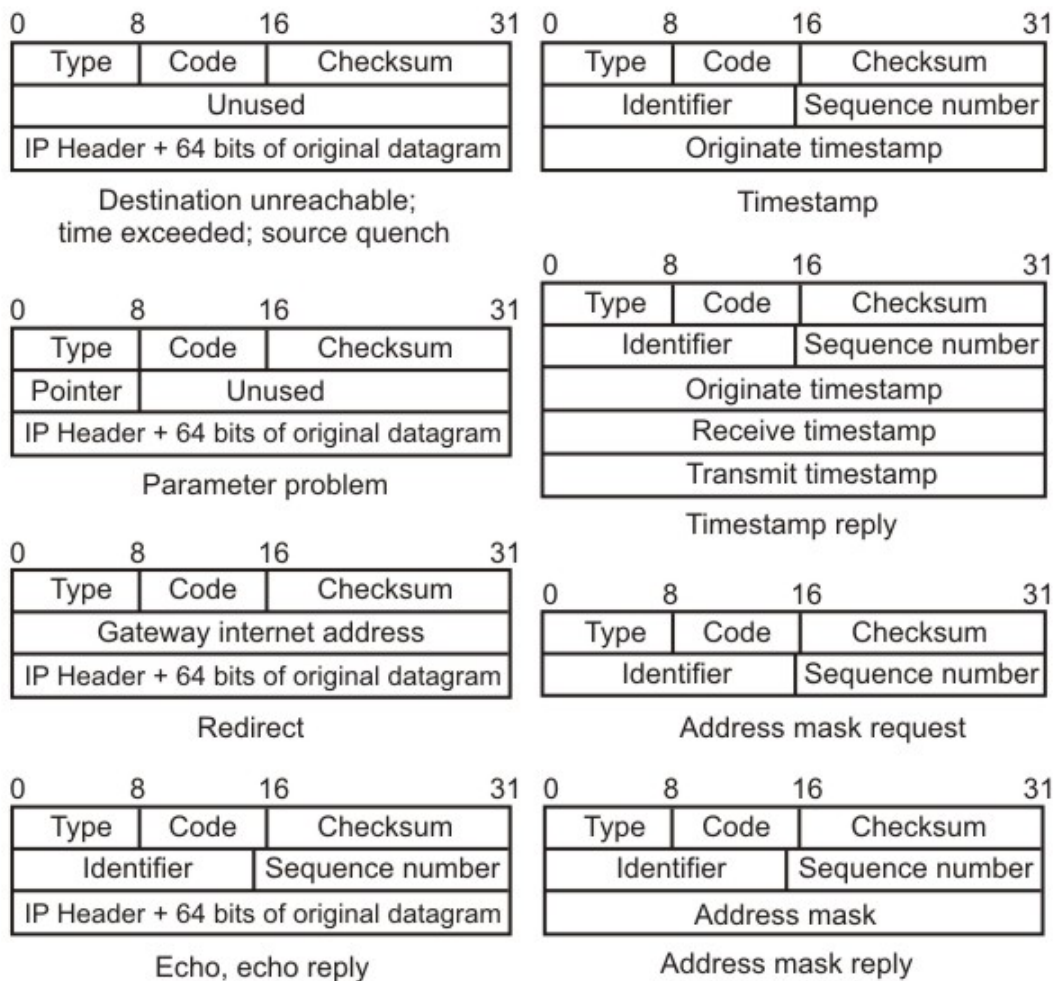 0 8 16 31
Type Code Checksum
Unused
IP Header + 64 bits of original datagram
Destination unreachable;
time exceeded; source quench
0 8 16 31
Type Code Checksum
Pointer Unused
IP Header + 64 bits of original datagram
Parameter problem
0 8 16 31
Type Code Checksum
Gateway internet address
IP Header + 64 bits of original datagram
Redirect
0 8 16 31
Type Code Checksum
Identifier Sequence number
IP Header + 64 bits of original datagram
Echo, echo reply
0 8 16 31
Type Code Checksum
Identifier Sequence number
Originate timestamp
Timestamp
0 8 16 31
Type Code Checksum
Identifier Sequence number
Originate timestamp
Receive timestamp
Transmit timestamp
Timestamp reply
0 8 16 31
Type Code Checksum
Identifier Sequence number
Address mask request
0 8 16 31
Type Code Checksum
Identifier Sequence number
Address mask
Address mask reply